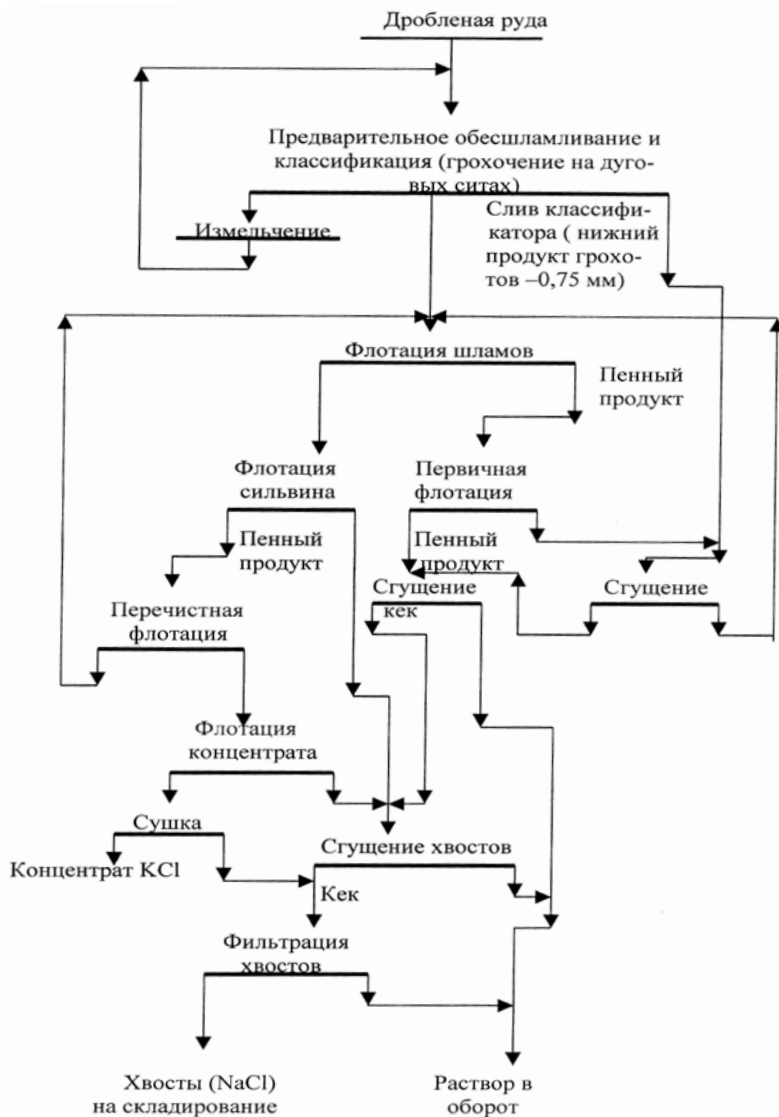 Дробленая руда
Предварительное обесшламливание и
классификация (грохочение на дуго-
вых ситах)
Слив классифи-
катора ( нижний
продукт грохо-
тов –0,75 мм)
Измельчение
Флотация шламов
Пенный
продукт
Флотация
сильвина
Первичная
флотация
Пенный
продукт
Пенный
продукт
Сгущение
кек
Сгущение
Перечистная
флотация
Флотация
концентрата
Сушка
Концентрат KCl
Сгущение хвостов
Кек
Фильтрация
хвостов
Хвосты (NaCl)
на складирование
Раствор в
оборот